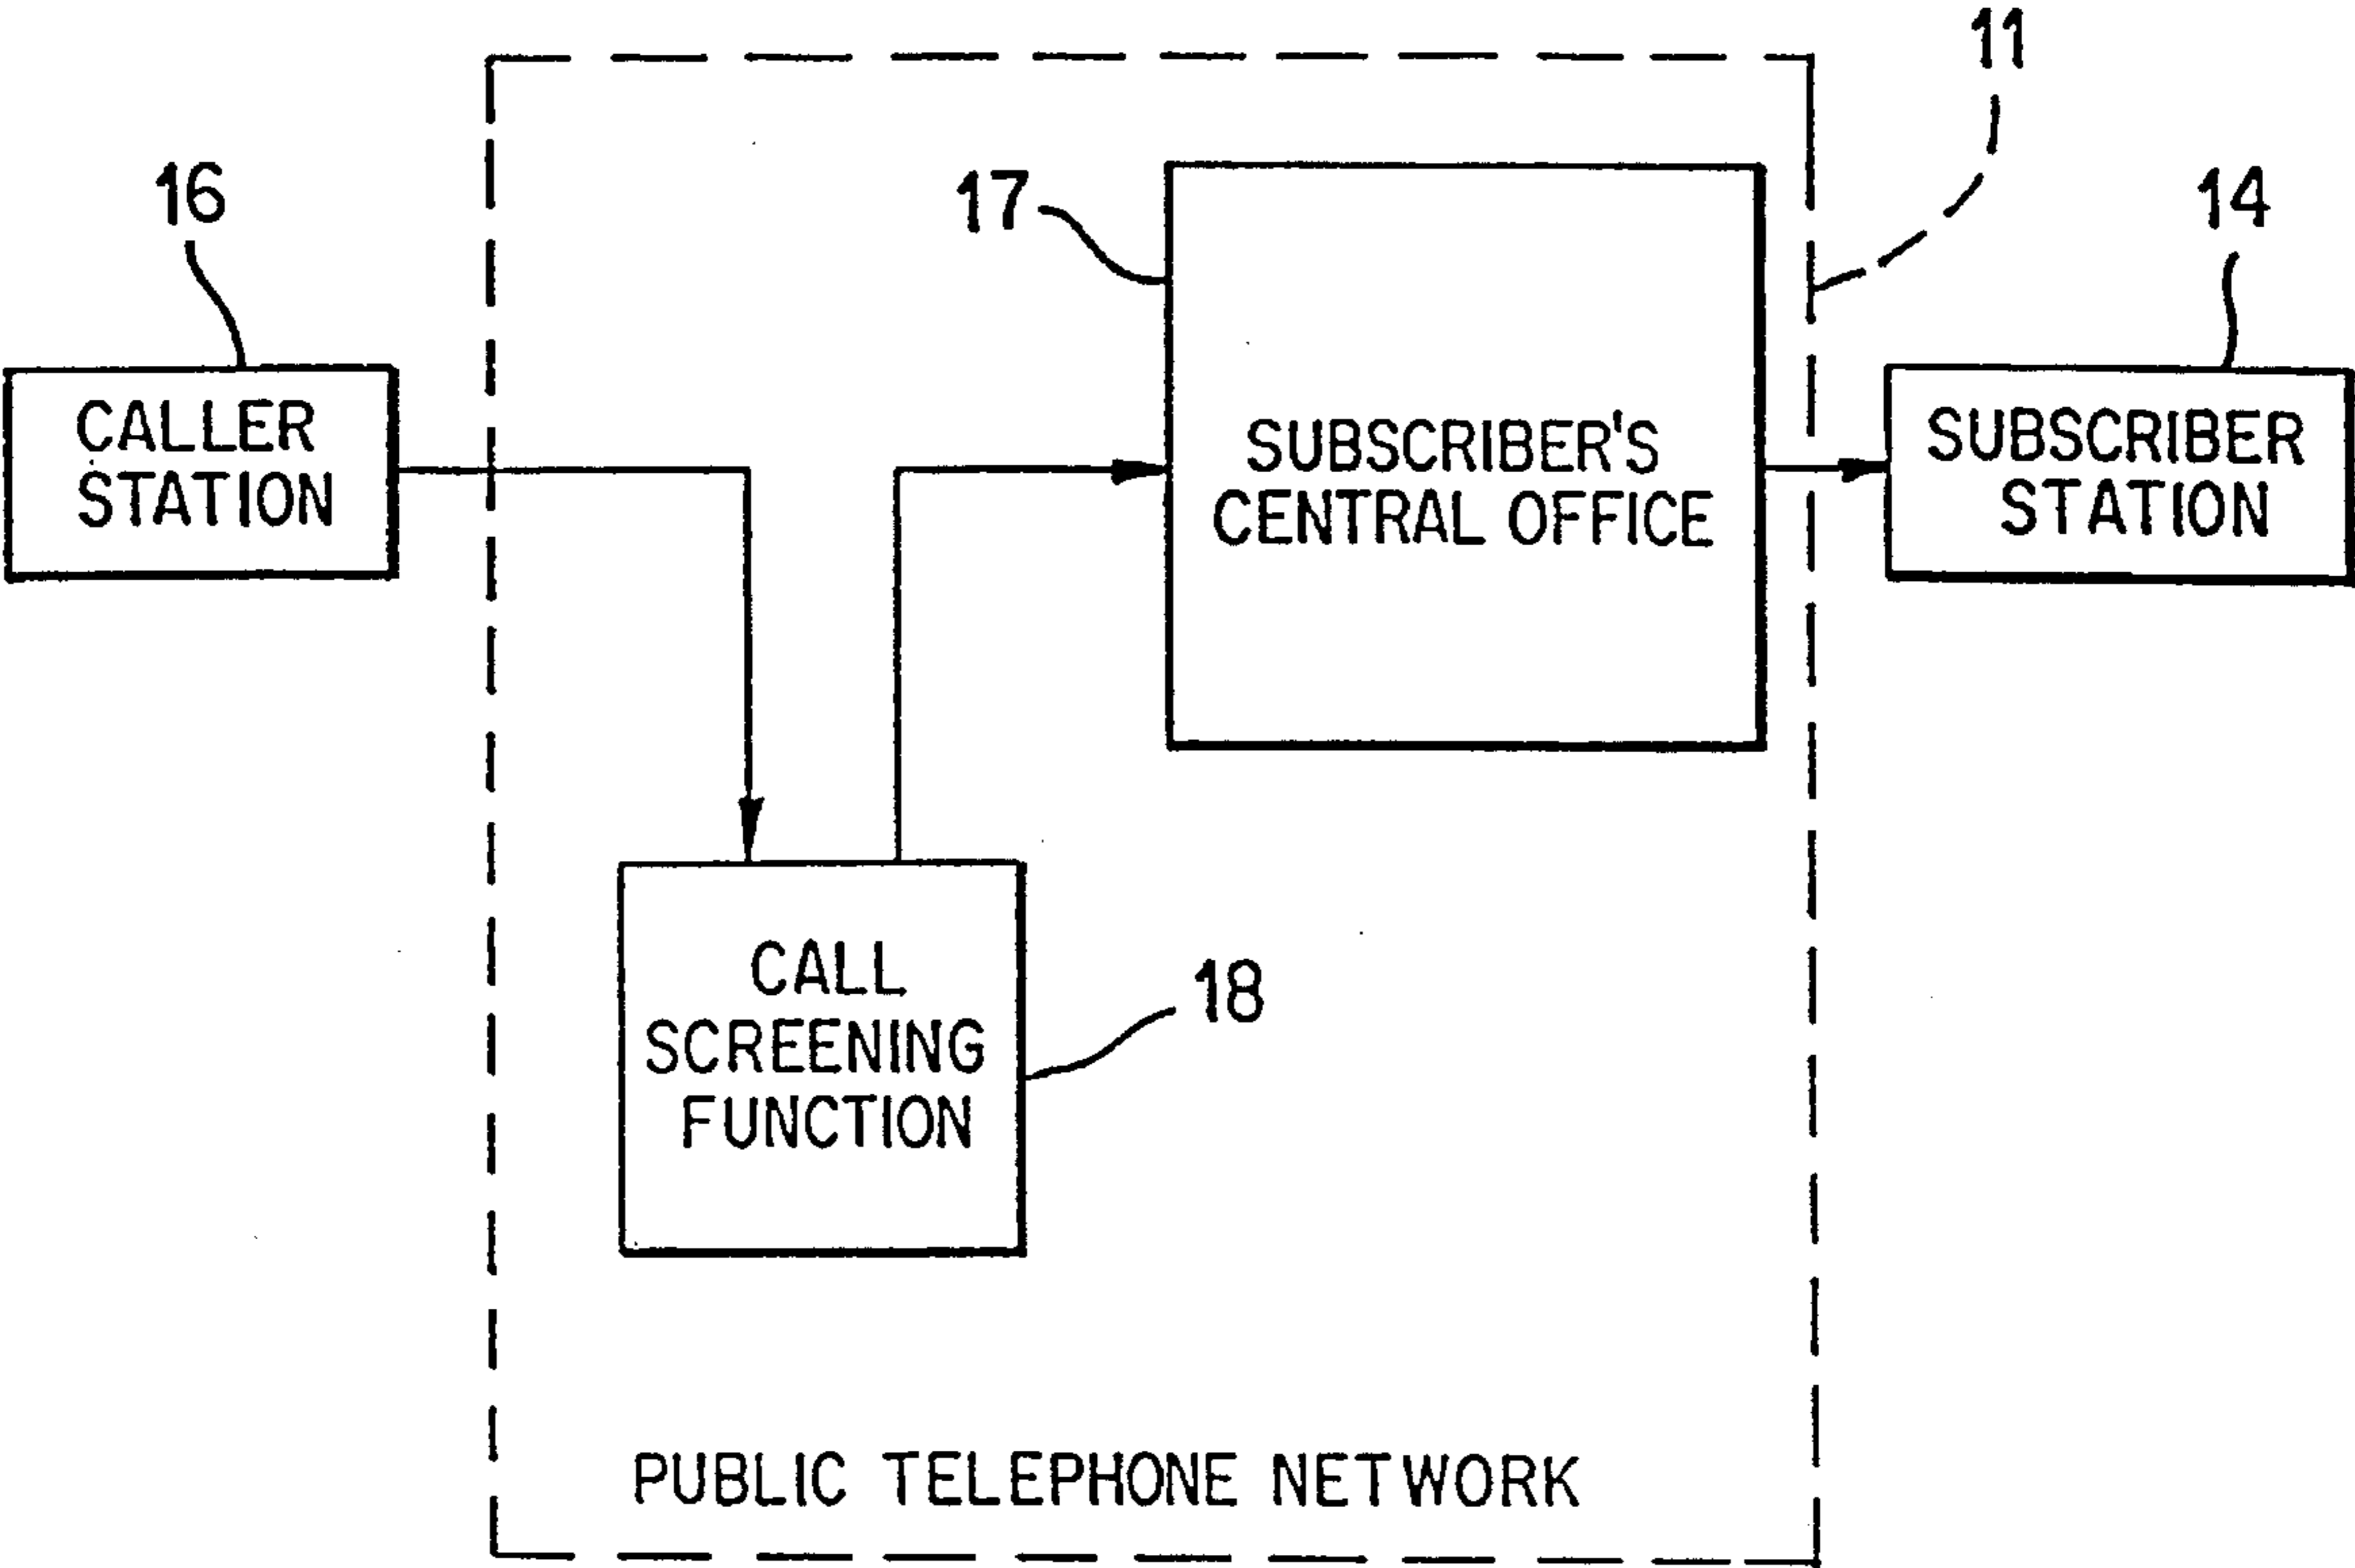 11
16
17
14
CALLER
STATION
SUBSCRIBER'S
CENTRAL OFFICE
SUBSCRIBER
STATION
CALL
SCREENING
FUNCTION
18
PUBLIC TELEPHONE NETWORK